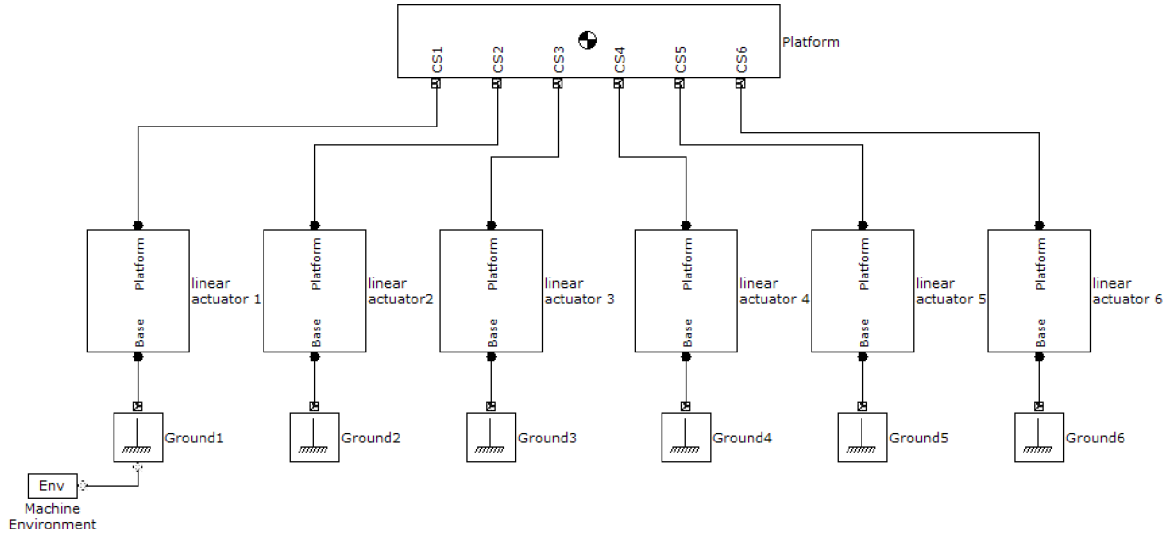 Platform
CS1
CS2
CS3
CS4
CS5
CS6
Platform
Base
linear
actuator 1
Platform
Base
linear
actuator2
Platform
Base
linear
actuator 3
Platform
Base
linear
actuator 4
Platform
Base
linear
actuator 5
Platform
Base
linear
actuator 6
Ground1
Ground2
Ground3
Ground4
Ground5
Ground6
Env
Machine
Environment